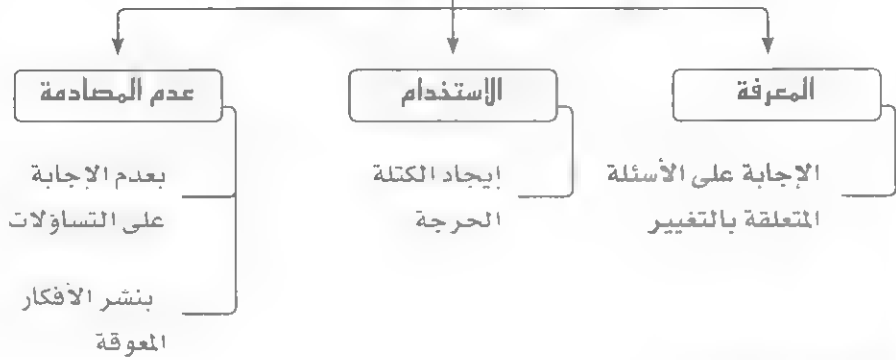 المعرفة
الإجابة على الأسئلة
المتعلقة بالتغيير
الاستخدام
إيجاد الكتلة
الحرجة
عدم المصادمة
بعدم الإجابة
على التساؤلات
بنشر الأفكار
المعوقة